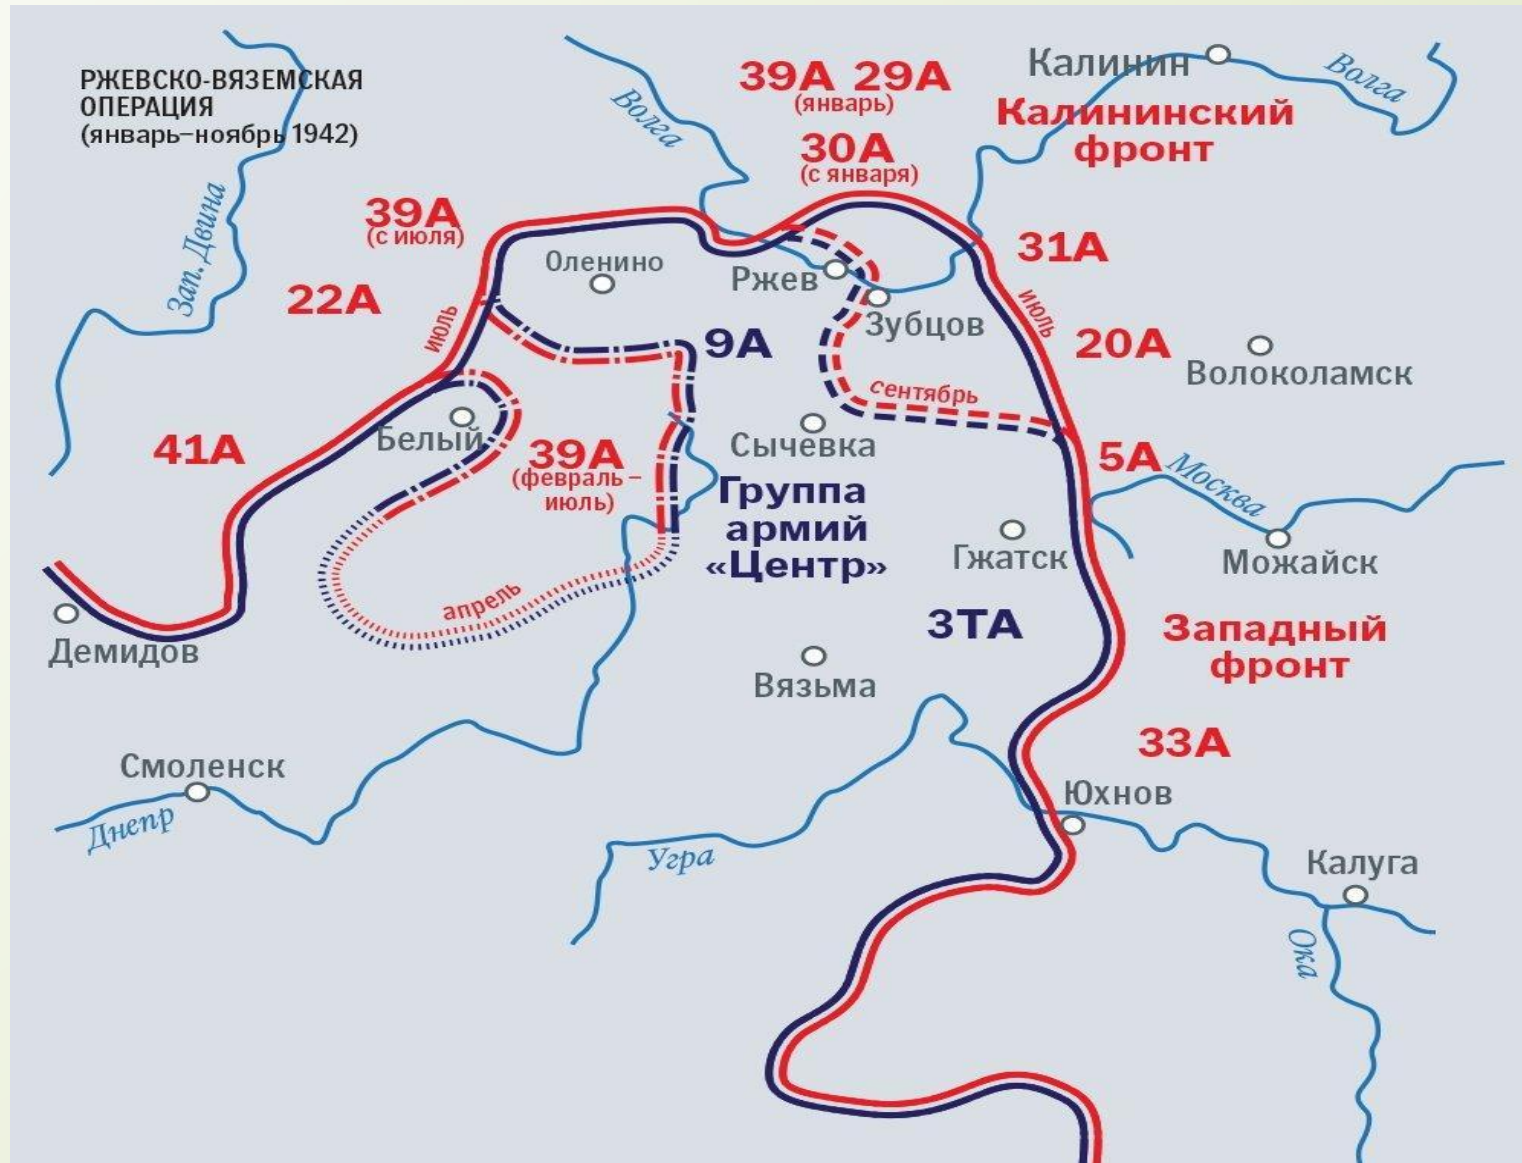 РЖЕВСКО-ВЯЗЕМСКАЯ
ОПЕРАЦИЯ
(январь–ноябрь 1942)
39А 29А
(январь)
30А
(с января)
Калинин
Калининский
фронт
Волга
Волга
Зап. Двина
39А
(с июля)
22А
июль
Оленино
Ржев
Зубцов
31А
июль
20А
Волоколамск
9А
сентябрь
41А
Белый
39А
(февраль –
июль)
Сычевка
Группа
армий
«Центр»
5А
Москва
Гжатск
Можайск
апрель
3ТА
Западный
фронт
Демидов
Вязьма
33А
Смоленск
Днепр
Юхнов
Угра
Калуга
Ока